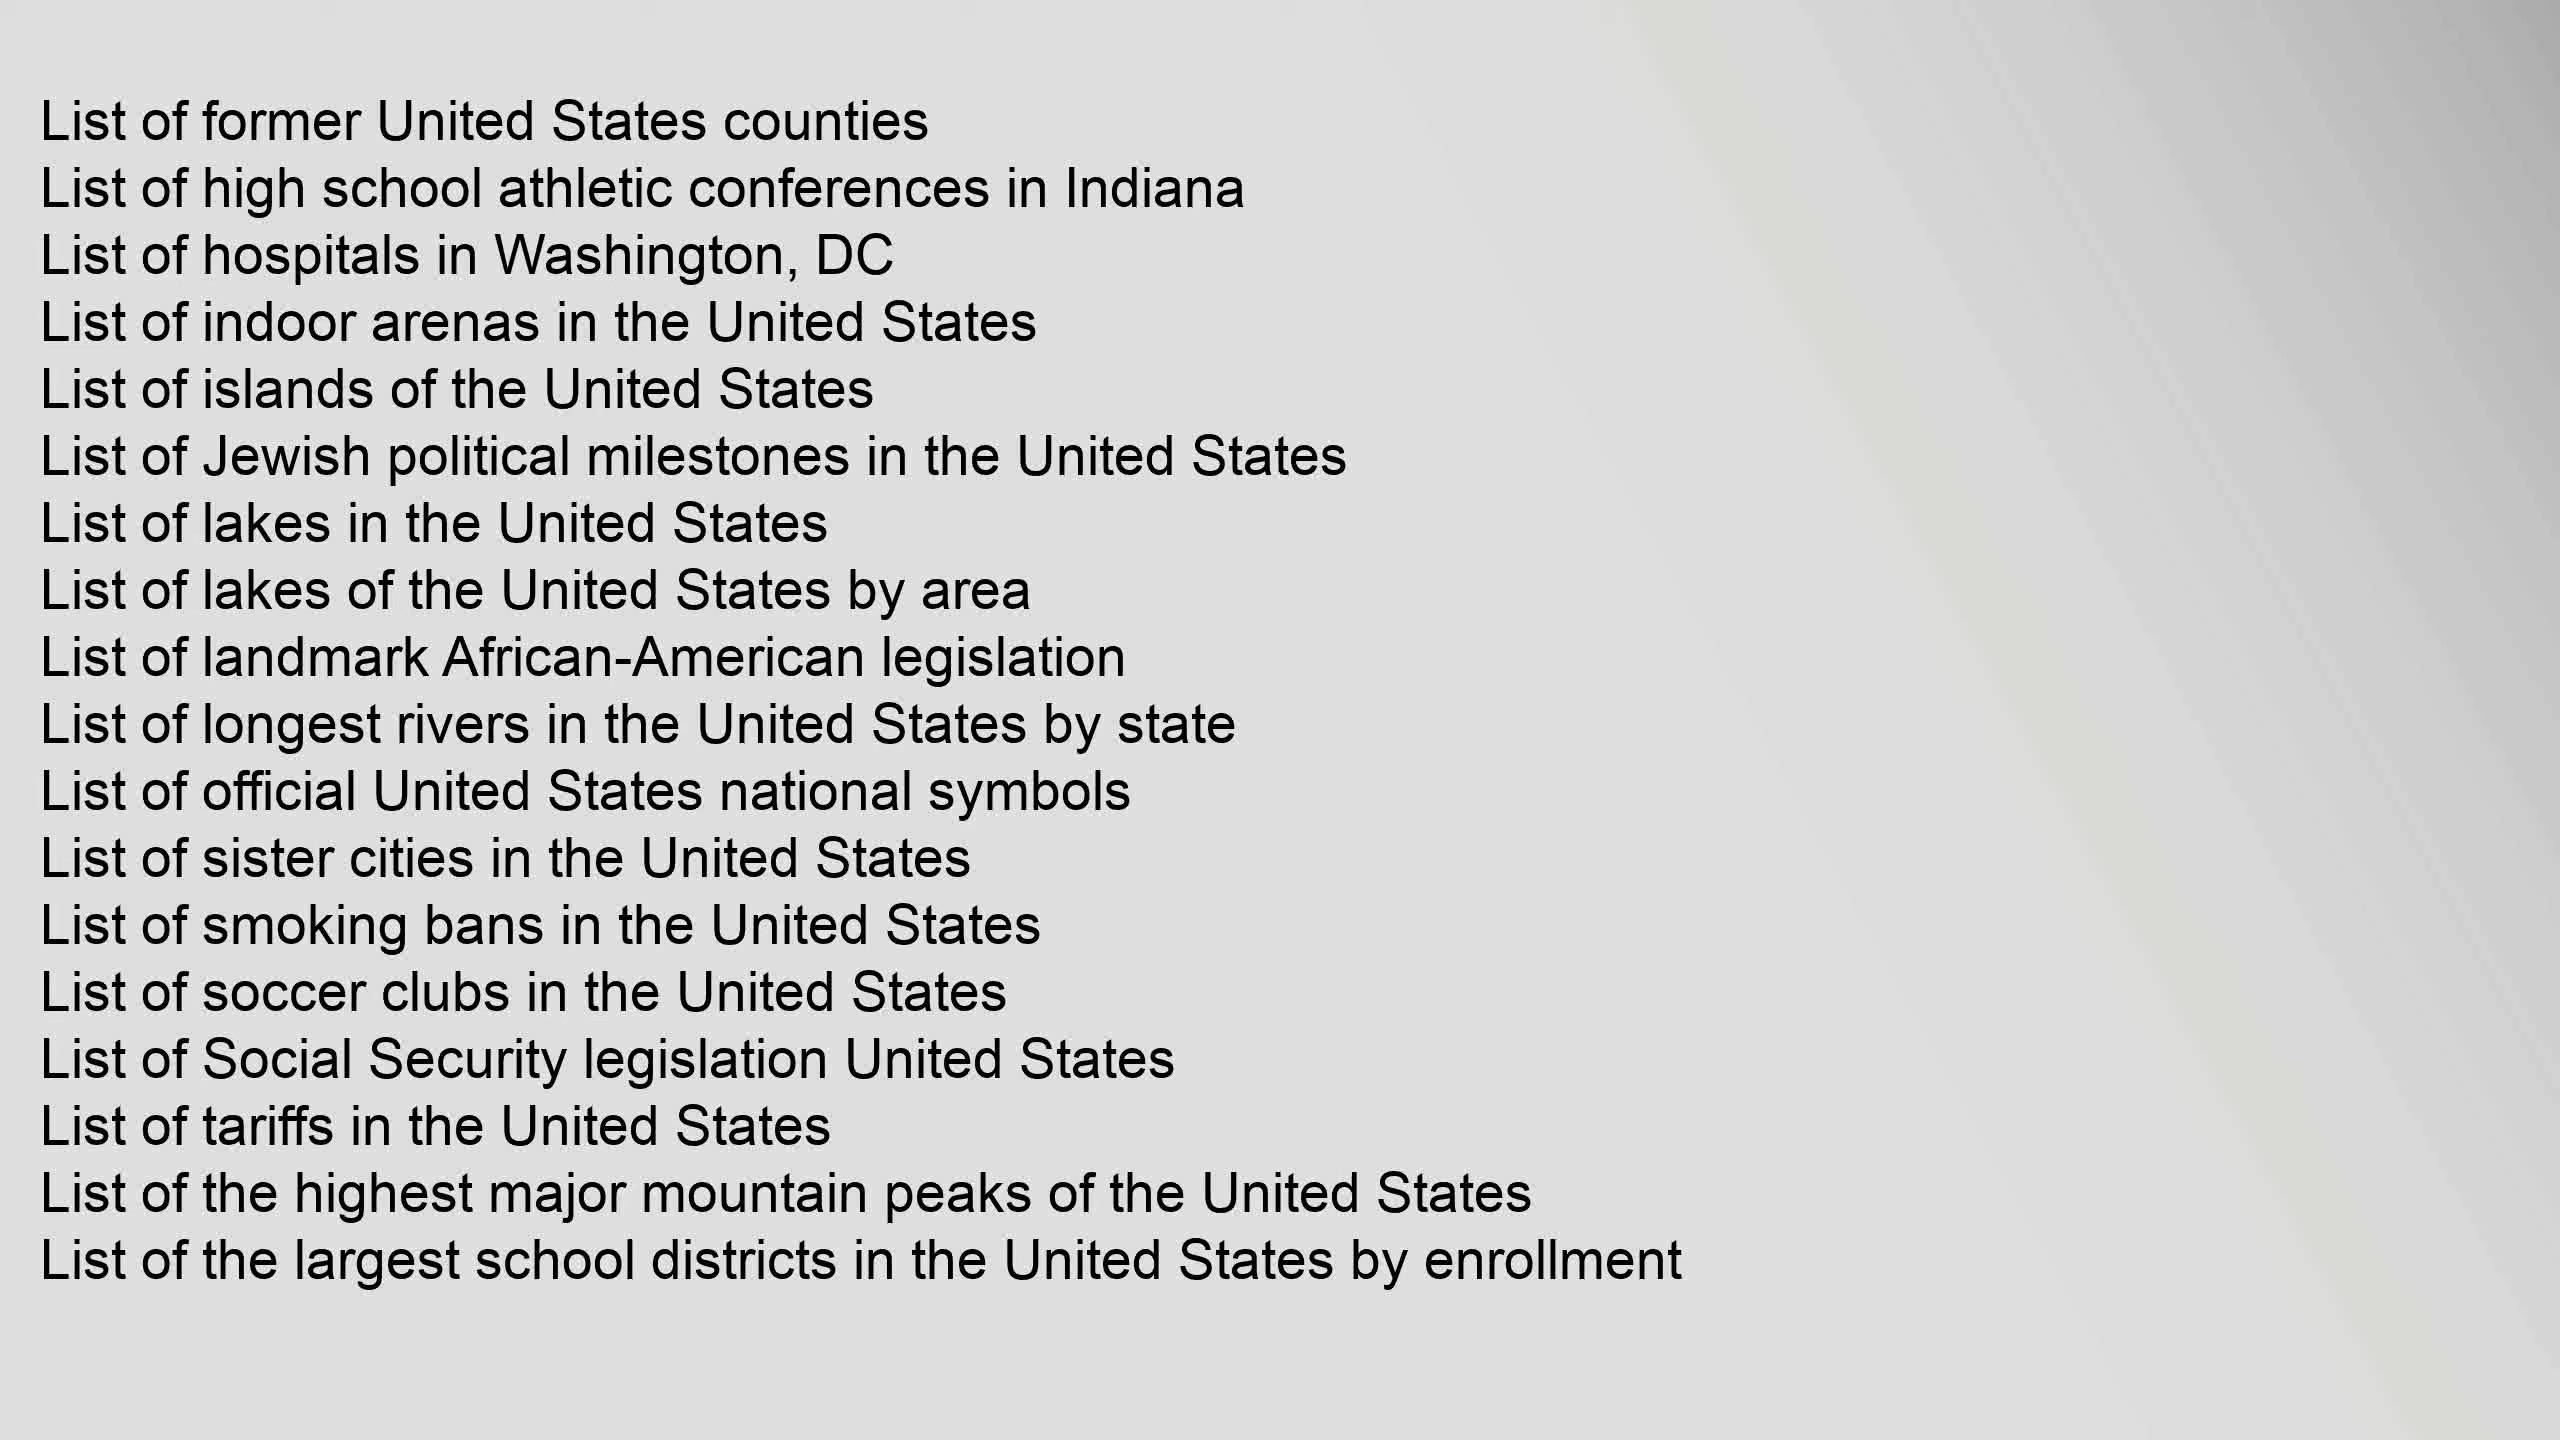 List of former United States counties
List of high school athletic conferences in Indiana
List of hospitals in Washington, DC
List of indoor arenas in the United States
List of islands of the United States
List of Jewish political milestones in the United States
List of lakes in the United States
List of lakes of the United States by area
List of landmark African-American legislation
List of longest rivers in the United States by state
List of official United States national symbols
List of sister cities in the United States
List of smoking bans in the United States
List of soccer clubs in the United States
List of Social Security legislation United States
List of tariffs in the United States
List of the highest major mountain peaks of the United States
List of the largest school districts in the United States by enrollment